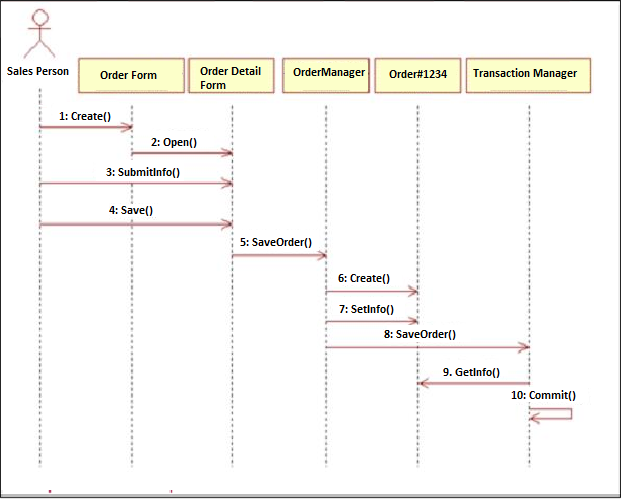 Sales Person
Order Form
Order Detail
Form
OrderManager
Order#1234
Transaction Manager
1: Create()
2: Open()
3: SubmitInfo()
4: Save()
5: SaveOrder()
6: Create()
7: SetInfo()
8: SaveOrder()
9. GetInfo()
10: Commit()